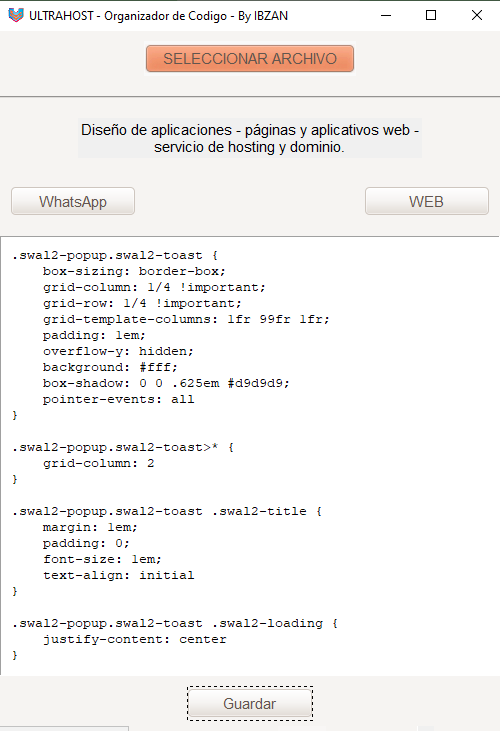 ULTRAHOST - Organizador de Codigo - By IBZAN
SELECCIONAR ARCHIVO
Diseño de aplicaciones - páginas y aplicativos web -
servicio de hosting y dominio.
WhatsApp
WEB
.swal2-popup.swal2-toast {
    box-sizing: border-box;
    grid-column: 1/4 !important;
    grid-row: 1/4 !important;
    grid-template-columns: 1fr 99fr 1fr;
    padding: 1em;
    overflow-y: hidden;
    background: #fff;
    box-shadow: 0 0 .625em #d9d9d9;
    pointer-events: all
}

.swal2-popup.swal2-toast>* {
    grid-column: 2
}

.swal2-popup.swal2-toast .swal2-title {
    margin: 1em;
    padding: 0;
    font-size: 1em;
    text-align: initial
}

.swal2-popup.swal2-toast .swal2-loading {
    justify-content: center
}
Guardar